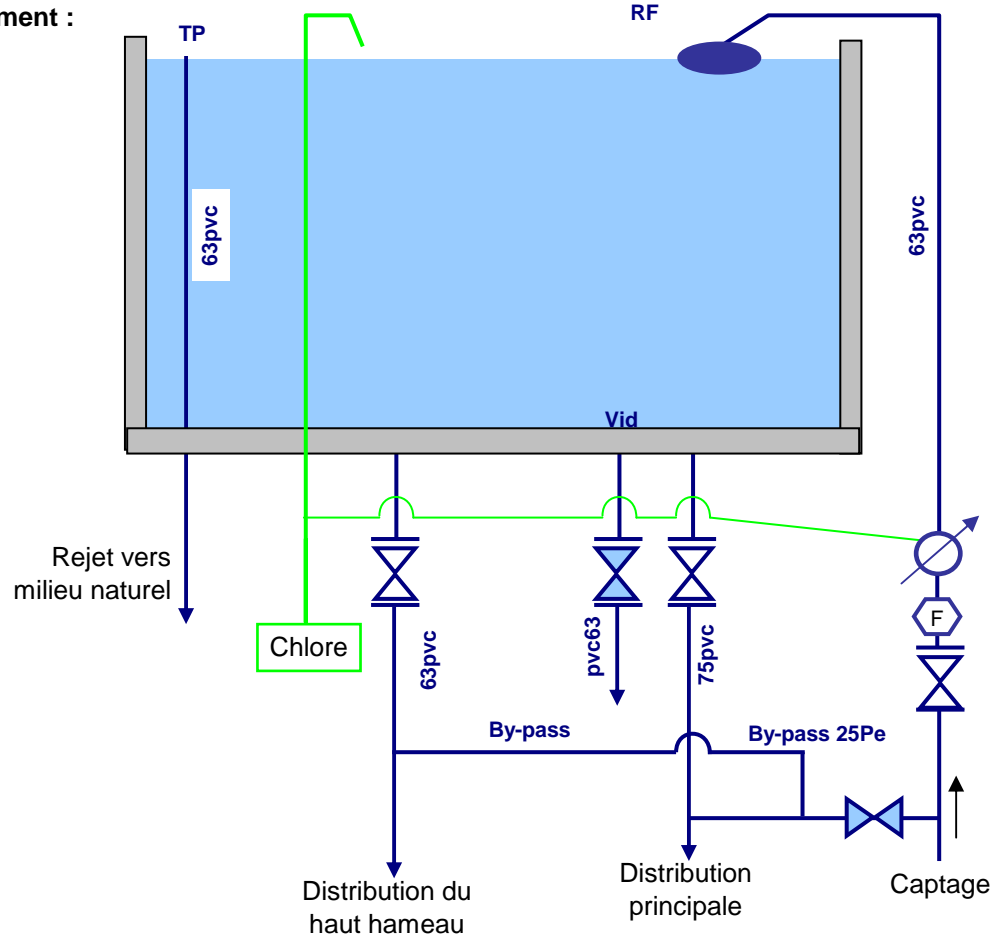 ment :
TP
RF
63pvc
63pvc
Vid
Rejet vers
milieu naturel
Chlore
63pvc
pvc63
75pvc
F
By-pass
By-pass 25Pe
Distribution du
haut hameau
Distribution
principale
Captage